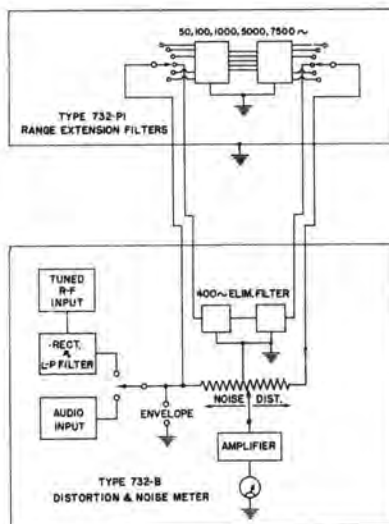 50,100,1000,5000,7500~
TYPE 732-P1
RANGE EXTENSION FILTERS
TUNED
R-F
INPUT
400~ELIM.FILTER
RECT.
&
L-P FILTER
NOISE
DIST.
ENVELOPE
AUDIO
INPUT
AMPLIFIER
TYPE 732-B
DISTORTION & NOISE METER